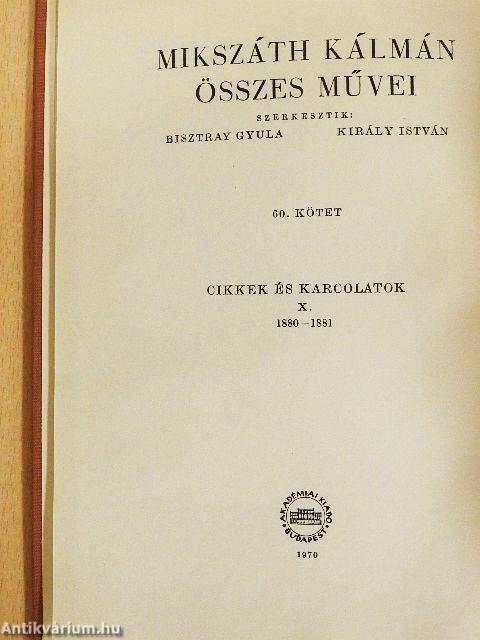 MIKSZÁTH KÁLMÁN
ÖSSZES MŰVEI
SZERKESZTIK:
BISZTRAY GYULA KIRÁLY ISTVÁN
60. KÖTET
CIKKEK ÉS KARCOLATOK
X.
1880–1881
AKADÉMIAI KIADÓ
BUDAPEST
1970
Antikvárium.hu